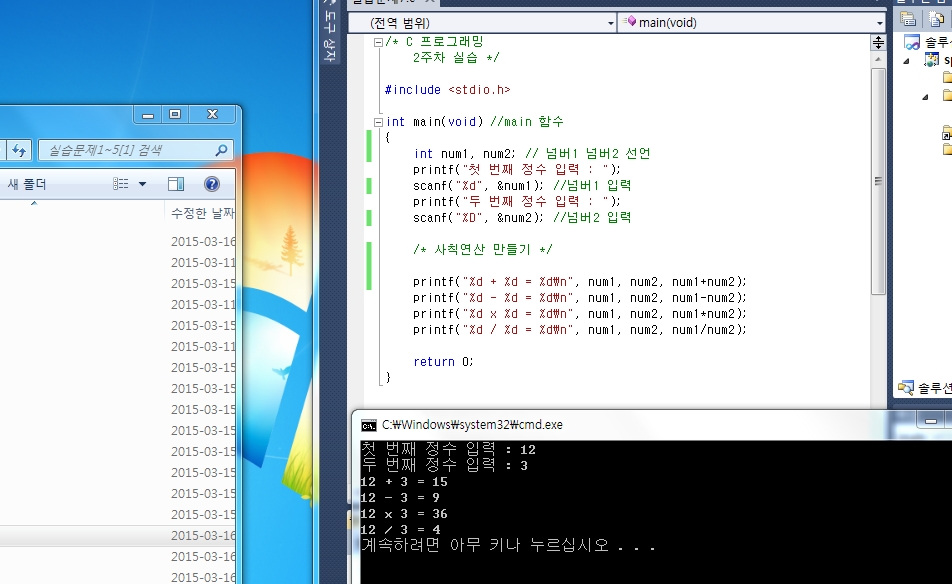 실습문제1~5[1] 검색
새 폴더
수정한 날짜
2015-03-16
2015-03-11
2015-03-15
2015-03-11
2015-03-15
2015-03-11
2015-03-15
2015-03-15
2015-03-15
2015-03-15
2015-03-15
2015-03-15
2015-03-15
2015-03-15
2015-03-16
2015-03-16
2015-03-16
도구 상자
(전역 범위)
main(void)
/* C 프로그래밍
2주차 실습 */
#include <stdio.h>
int main(void) //main 함수
{
int num1, num2; // 넘버1 넘버2 선언
printf("첫 번째 정수 입력 : ");
scanf("%d", &num1); //넘버1 입력
printf("두 번째 정수 입력 : ");
scanf("%D", &num2); //넘버2 입력
/* 사칙연산 만들기 */
printf("%d + %d = %d₩n", num1, num2, num1+num2);
printf("%d - %d = %d₩n", num1, num2, num1-num2);
printf("%d x %d = %d₩n", num1, num2, num1*num2);
printf("%d / %d = %d₩n", num1, num2, num1/num2);
return 0;
}
솔루션
C:₩Windows₩system32₩cmd.exe
첫 번째 정수 입력 : 12
두 번째 정수 입력 : 3
12 + 3 = 15
12 - 3 = 9
12 x 3 = 36
12 / 3 = 4
계속하려면 아무 키나 누르십시오 . . .